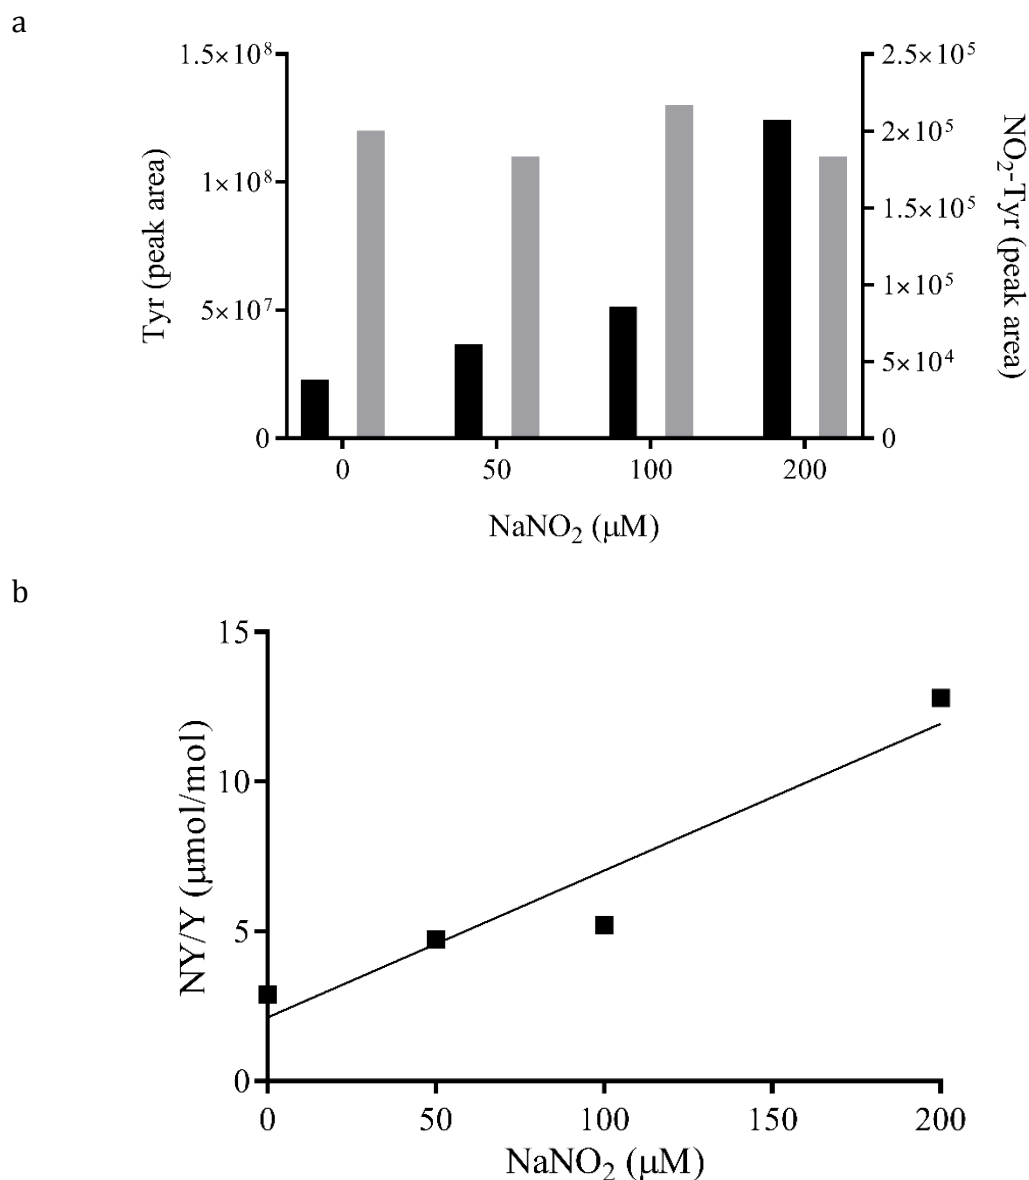 a
1.5×10⁸
1×10⁸
5×10⁷
0
Tyr (peak area)
2.5×10⁵
2×10⁵
1.5×10⁵
1×10⁵
5×10⁴
0
NO₂-Tyr (peak area)
0 50 100 200
NaNO₂ (μM)
b
15
10
5
0
NY/Y (μmol/mol)
0 50 100 150 200
NaNO₂ (μM)